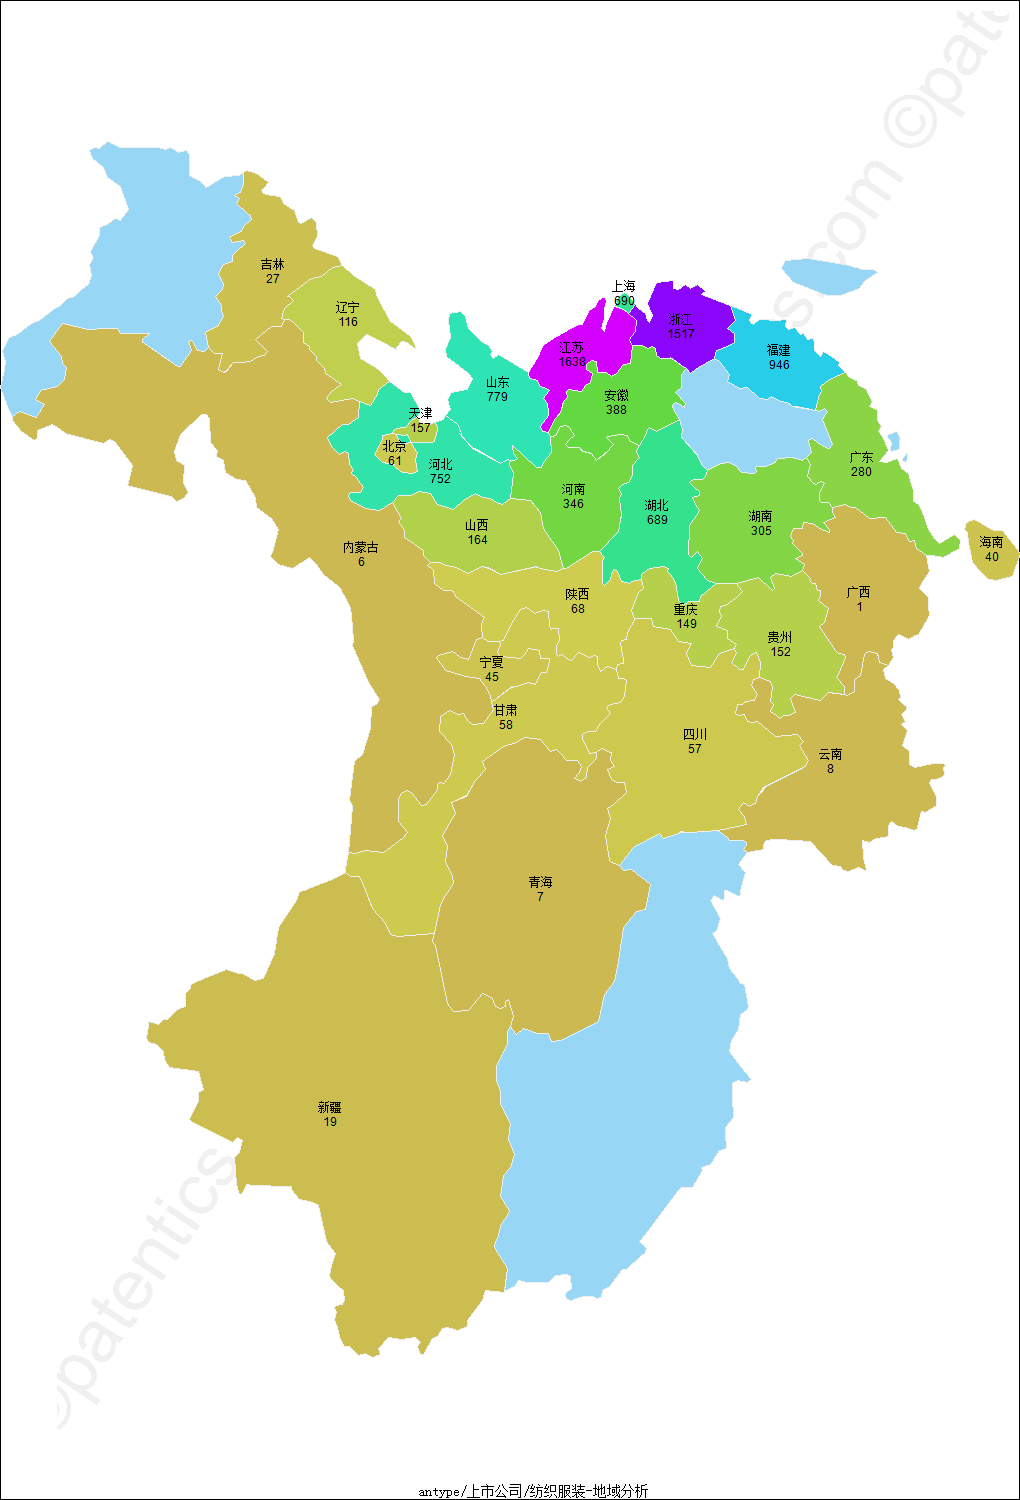 ©patentics.com ©pate
吉林
27
辽宁
116
上海
690
浙江
1517
江苏
1638
福建
946
山东
779
安徽
388
天津
157
北京
61
河北
752
广东
280
河南
346
湖北
689
湖南
305
山西
164
内蒙古
6
海南
40
陕西
68
广西
1
重庆
149
贵州
152
宁夏
45
甘肃
58
四川
57
云南
8
青海
7
新疆
19
©patentics
antype/上市公司/纺织服装-地域分析